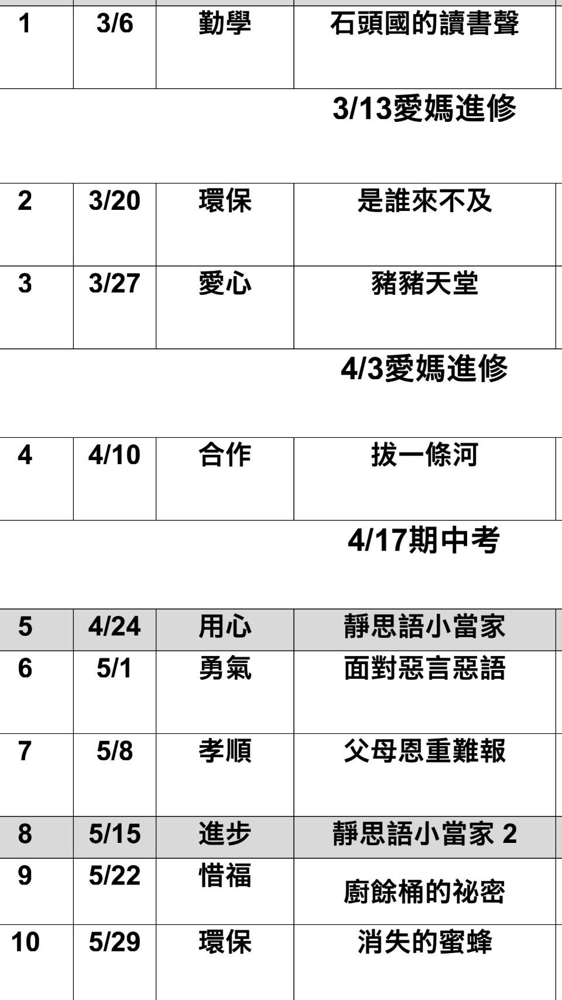 1 3/6 勤學 石頭國的讀書聲
3/13愛媽進修
2 3/20 環保 是誰來不及
3 3/27 愛心 豬豬天堂
4/3愛媽進修
4 4/10 合作 拔一條河
4/17期中考
5 4/24 用心 靜思語小當家
6 5/1 勇氣 面對惡言惡語
7 5/8 孝順 父母恩重難報
8 5/15 進步 靜思語小當家 2
9 5/22 惜福 廚餘桶的祕密
10 5/29 環保 消失的蜜蜂